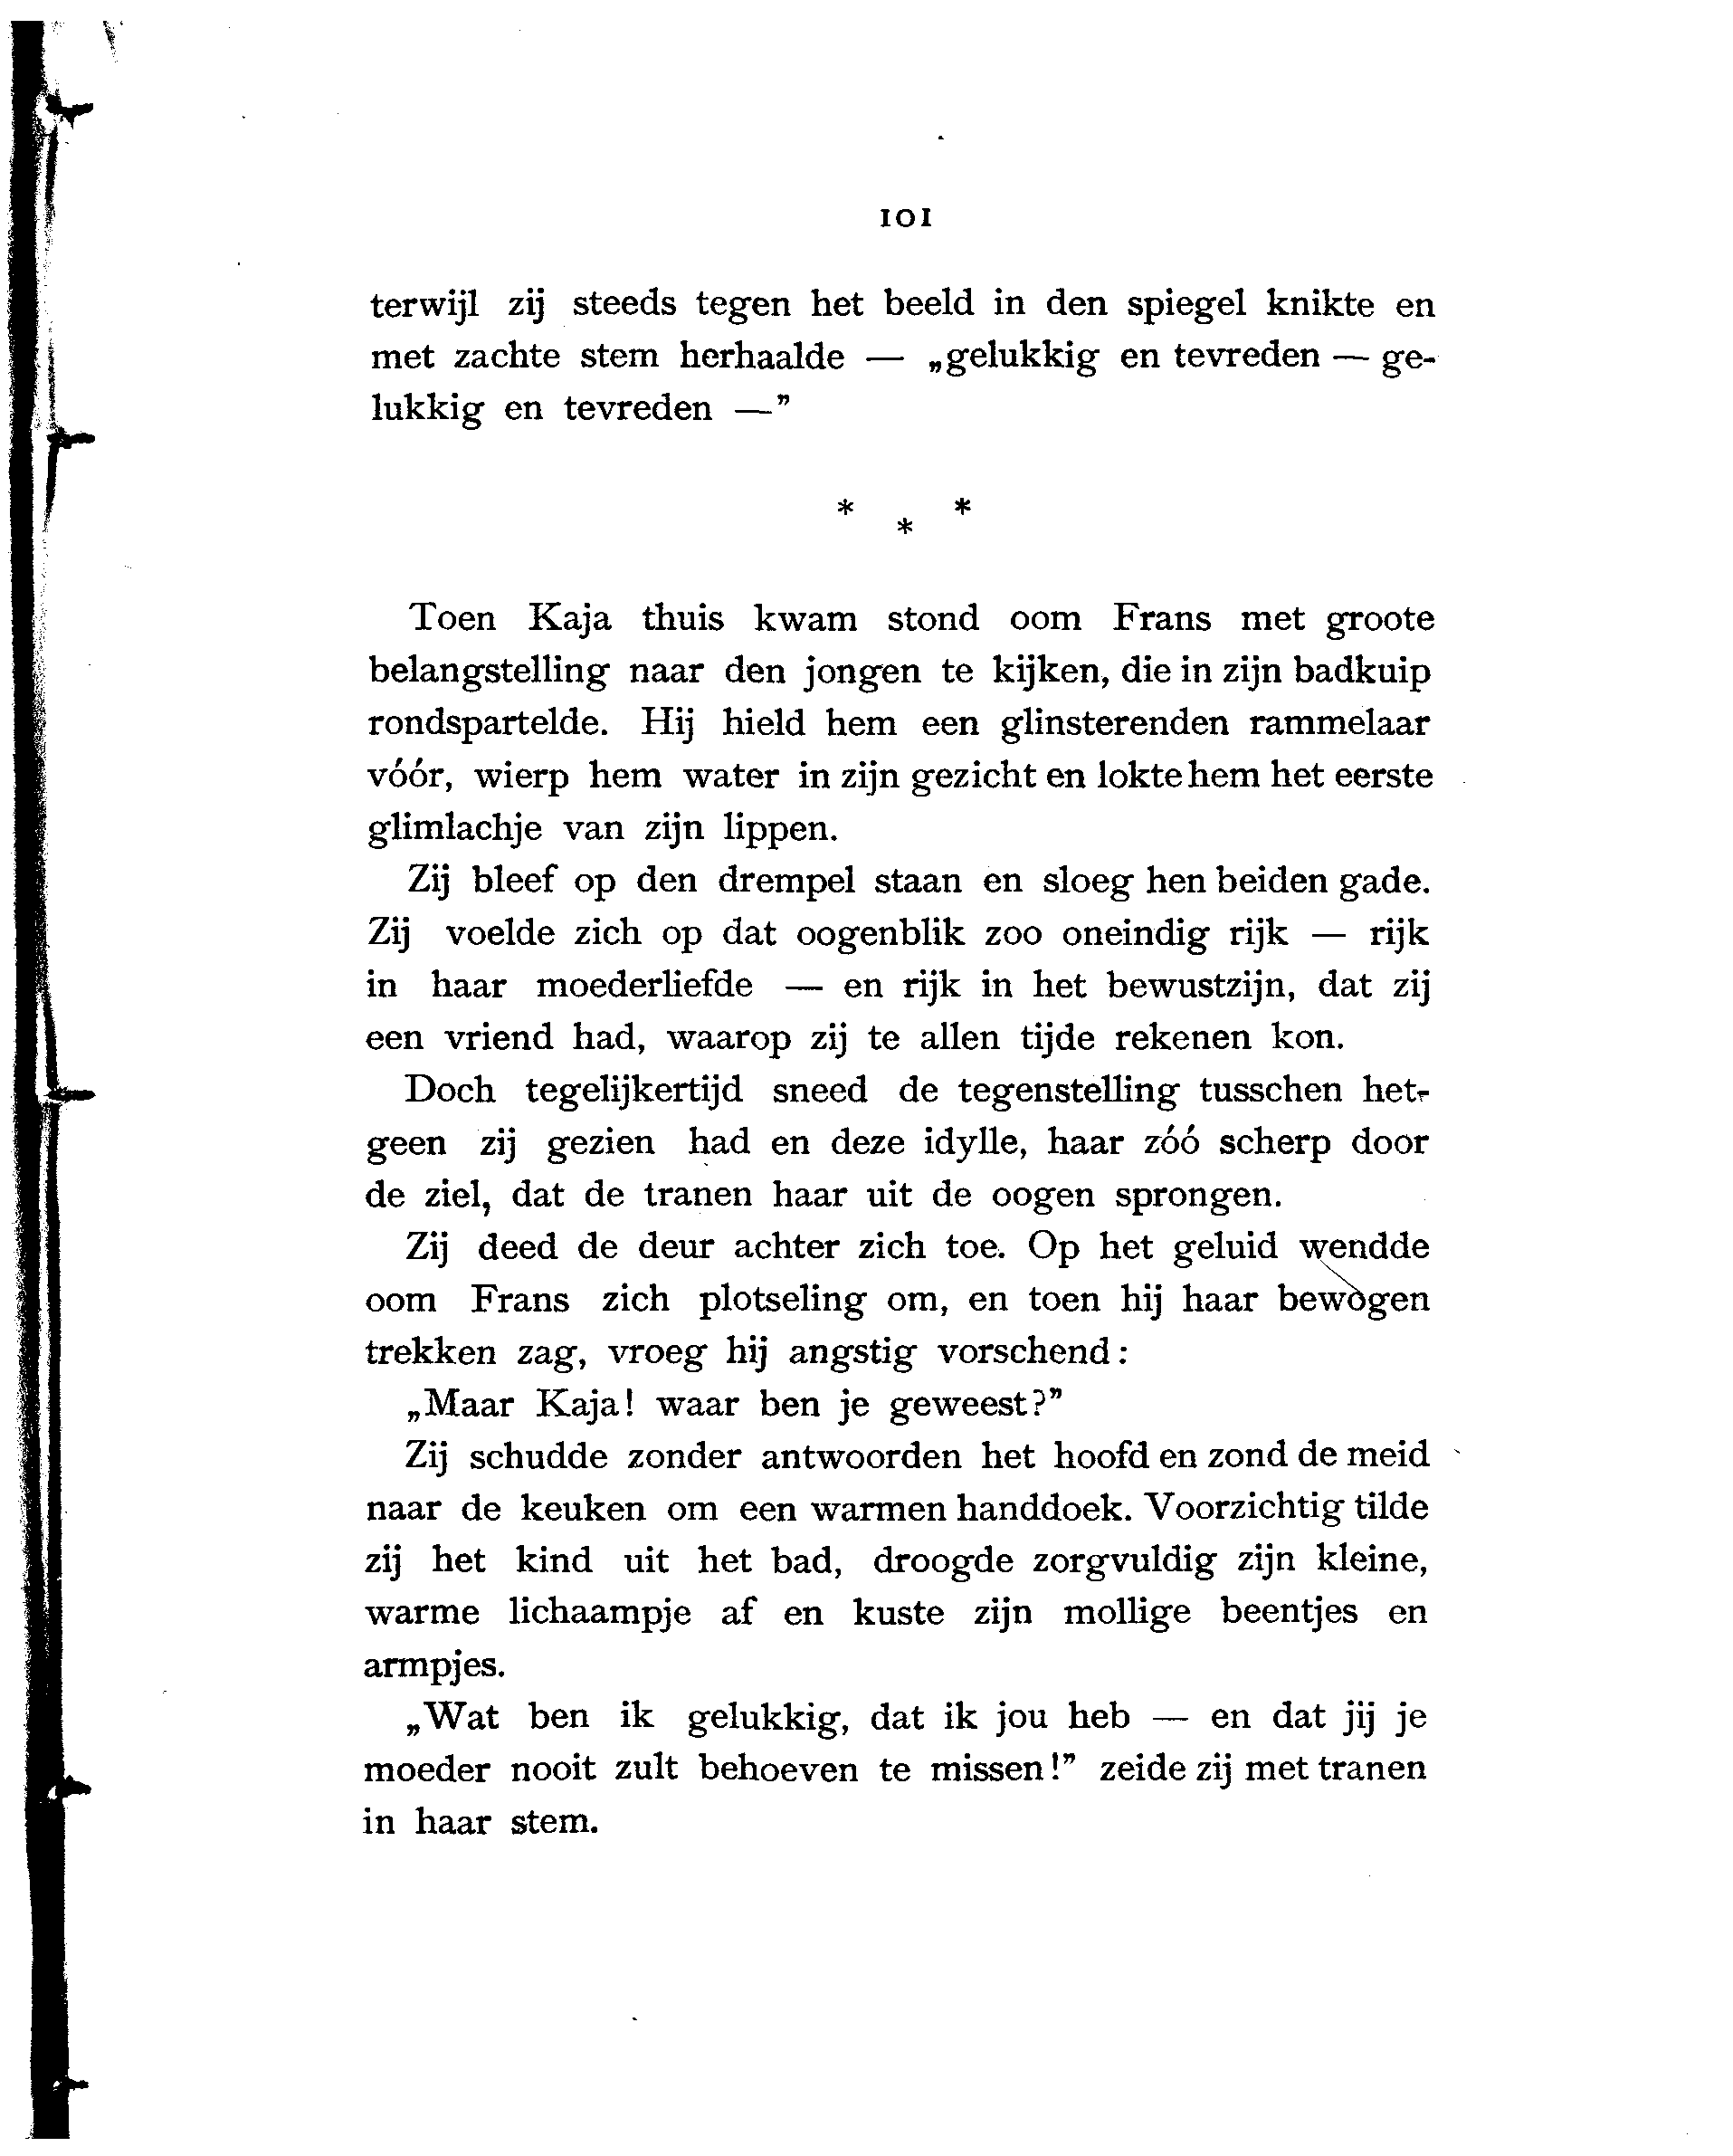 101
terwijl zij steeds tegen het beeld in den spiegel knikte en
met zachte stem herhaalde — „gelukkig en tevreden — ge-
lukkig en tevreden —”
* * *
Toen Kaja thuis kwam stond oom Frans met groote
belangstelling naar den jongen te kijken, die in zijn badkuip
rondspartelde. Hij hield hem een glinsterenden rammelaar
vóór, wierp hem water in zijn gezicht en lokte hem het eerste
glimlachje van zijn lippen.
Zij bleef op den drempel staan en sloeg hen beiden gade.
Zij voelde zich op dat oogenblik zoo oneindig rijk — rijk
in haar moederliefde — en rijk in het bewustzijn, dat zij
een vriend had, waarop zij te allen tijde rekenen kon.
Doch tegelijkertijd sneed de tegenstelling tusschen het-
geen zij gezien had en deze idylle, haar zóó scherp door
de ziel, dat de tranen haar uit de oogen sprongen.
Zij deed de deur achter zich toe. Op het geluid wendde
oom Frans zich plotseling om, en toen hij haar bewogen
trekken zag, vroeg hij angstig vorschend:
„Maar Kaja! waar ben je geweest?”
Zij schudde zonder antwoorden het hoofd en zond de meid
naar de keuken om een warmen handdoek. Voorzichtig tilde
zij het kind uit het bad, droogde zorgvuldig zijn kleine,
warme lichaampje af en kuste zijn mollige beentjes en
armpjes.
„Wat ben ik gelukkig, dat ik jou heb — en dat jij je
moeder nooit zult behoeven te missen!” zeide zij met tranen
in haar stem.